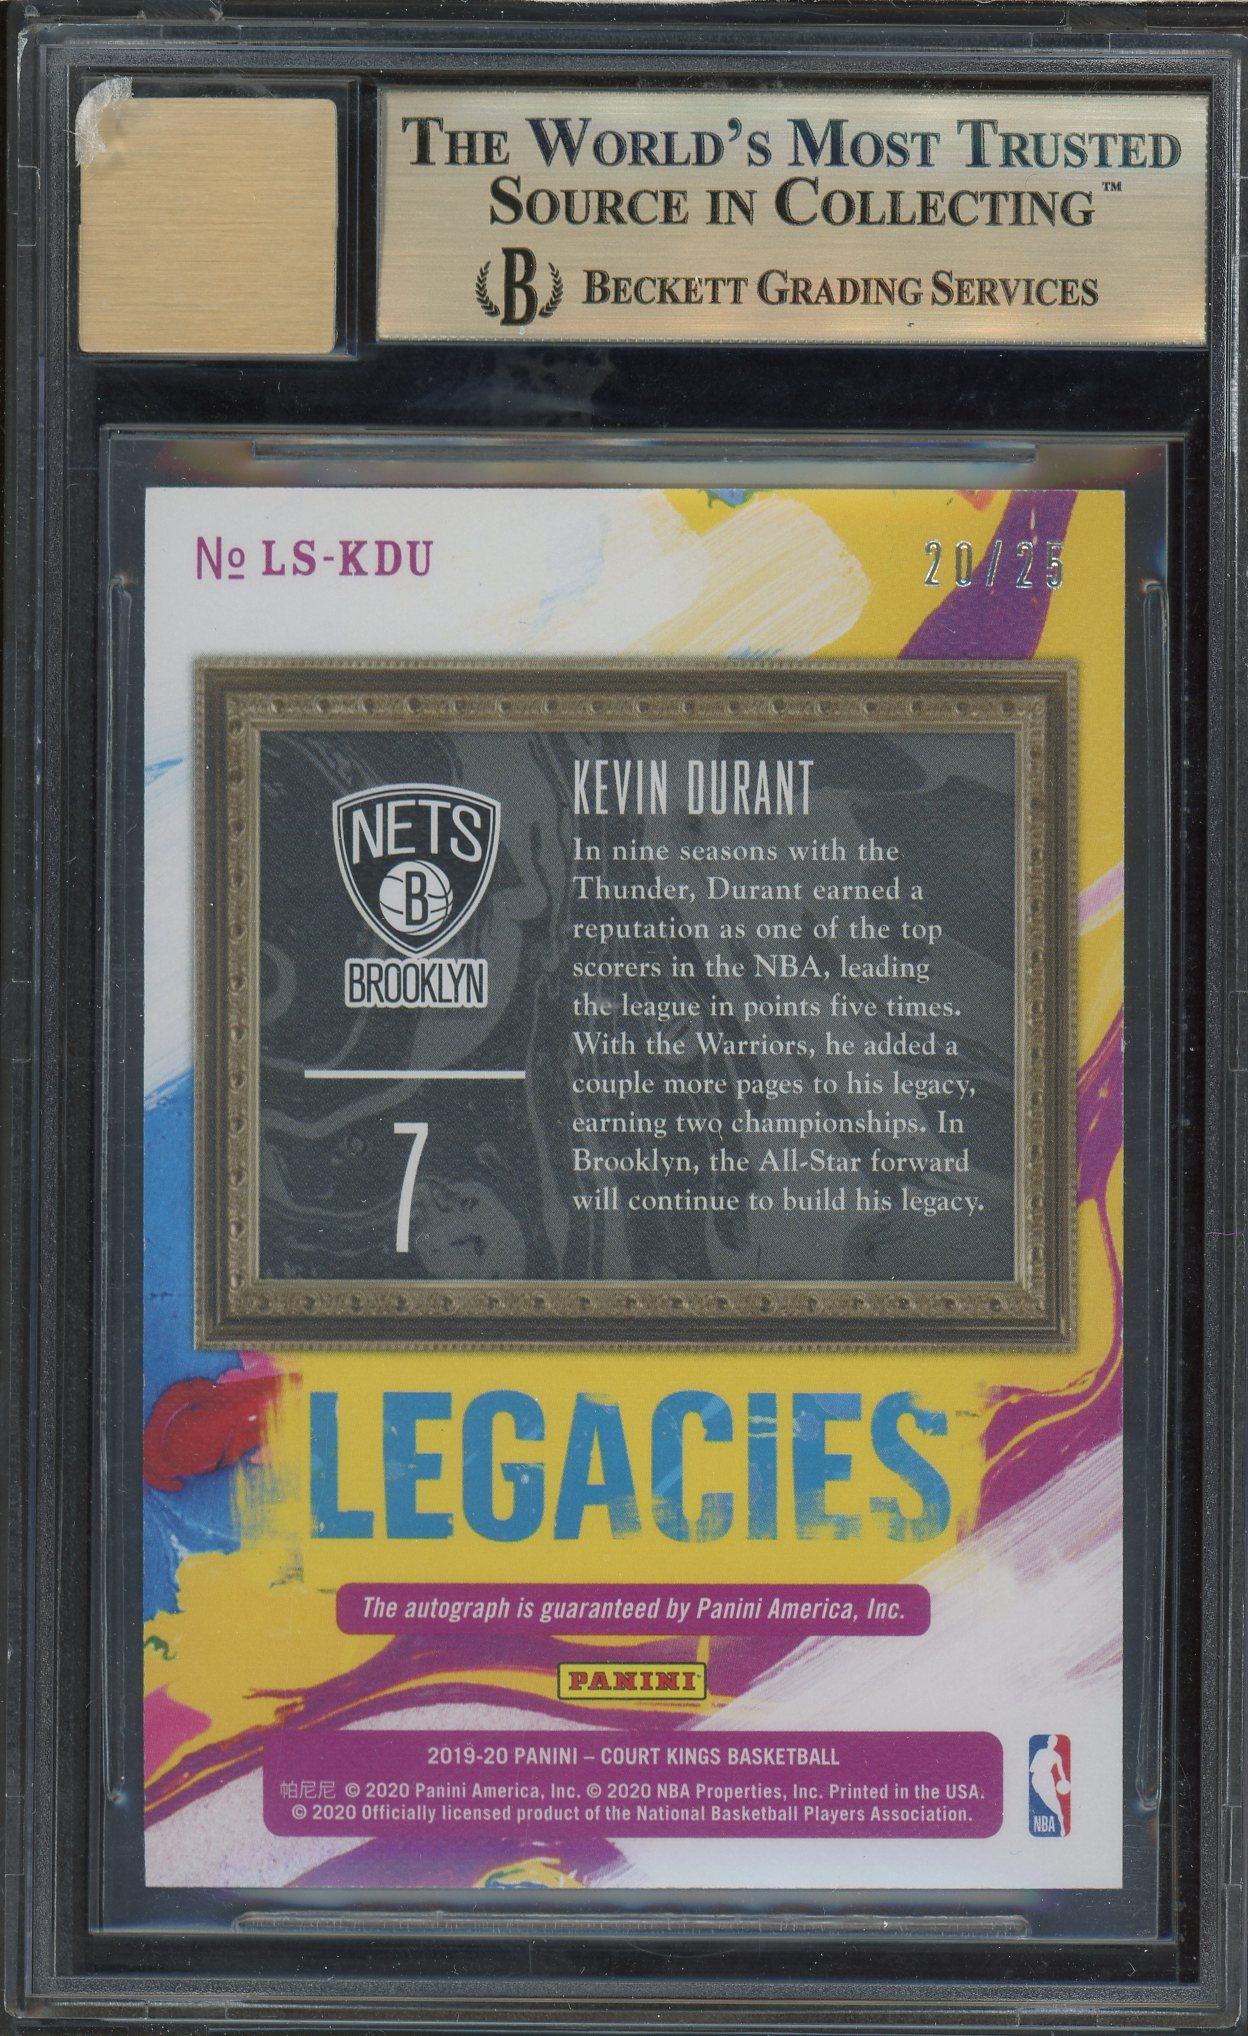 THE WORLD'S MOST TRUSTED
SOURCE IN COLLECTING™
B BECKETT GRADING SERVICES
No LS-KDU
20/25
NETS
B
BROOKLYN
7
KEVIN DURANT
In nine seasons with the
Thunder, Durant earned a
reputation as one of the top
scorers in the NBA, leading
the league in points five times.
With the Warriors, he added a
couple more pages to his legacy,
earning two championships. In
Brooklyn, the All-Star forward
will continue to build his legacy.
LEGACIES
The autograph is guaranteed by Panini America, Inc.
PANINI
2019-20 PANINI – COURT KINGS BASKETBALL
帕尼尼 © 2020 Panini America, Inc. © 2020 NBA Properties, Inc. Printed in the USA.
© 2020 Officially licensed product of the National Basketball Players Association.
NBA